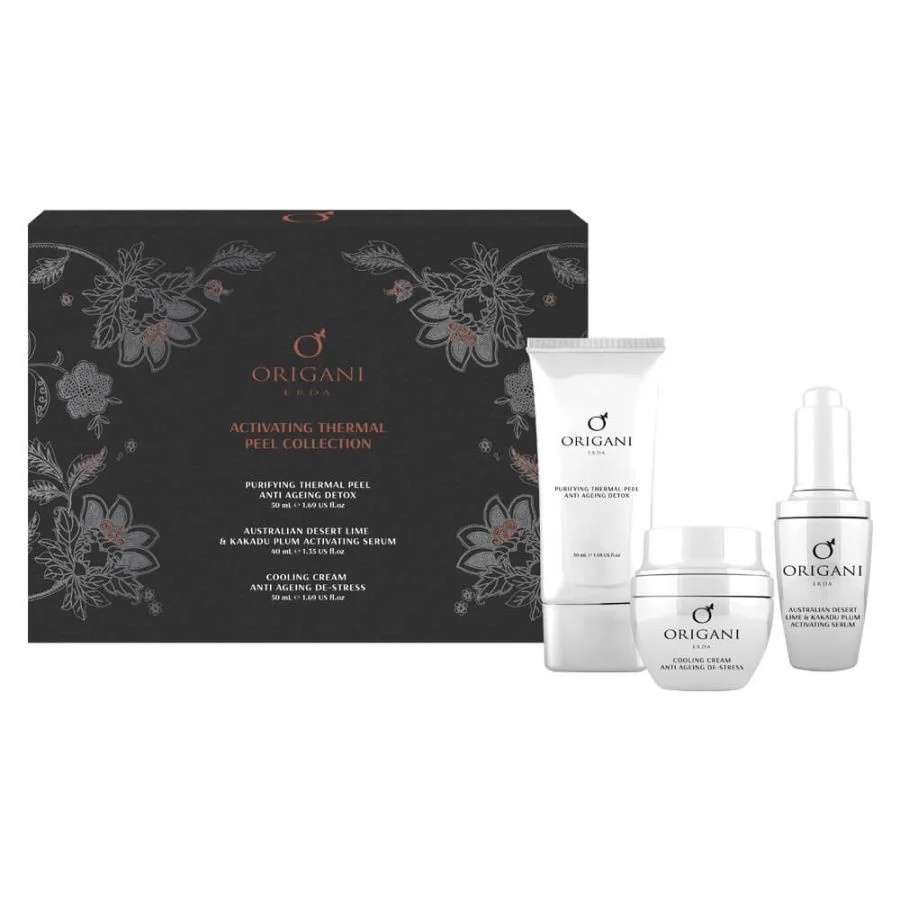 ORIGANI
ERDA
ACTIVATING THERMAL
PEEL COLLECTION
PURIFYING THERMAL PEEL
ANTI AGEING DETOX
50 mL ℮ 1.69 US fl.oz
AUSTRALIAN DESERT LIME
& KAKADU PLUM ACTIVATING SERUM
40 mL ℮ 1.35 US fl.oz
COOLING CREAM
ANTI AGEING DE-STRESS
50 mL ℮ 1.69 US fl.oz
ORIGANI
ERDA
PURIFYING THERMAL PEEL
ANTI AGEING DETOX
50 mL ℮ 1.69 US fl.oz
ORIGANI
ERDA
COOLING CREAM
ANTI AGEING DE-STRESS
ORIGANI
ERDA
AUSTRALIAN DESERT
LIME & KAKADU PLUM
ACTIVATING SERUM